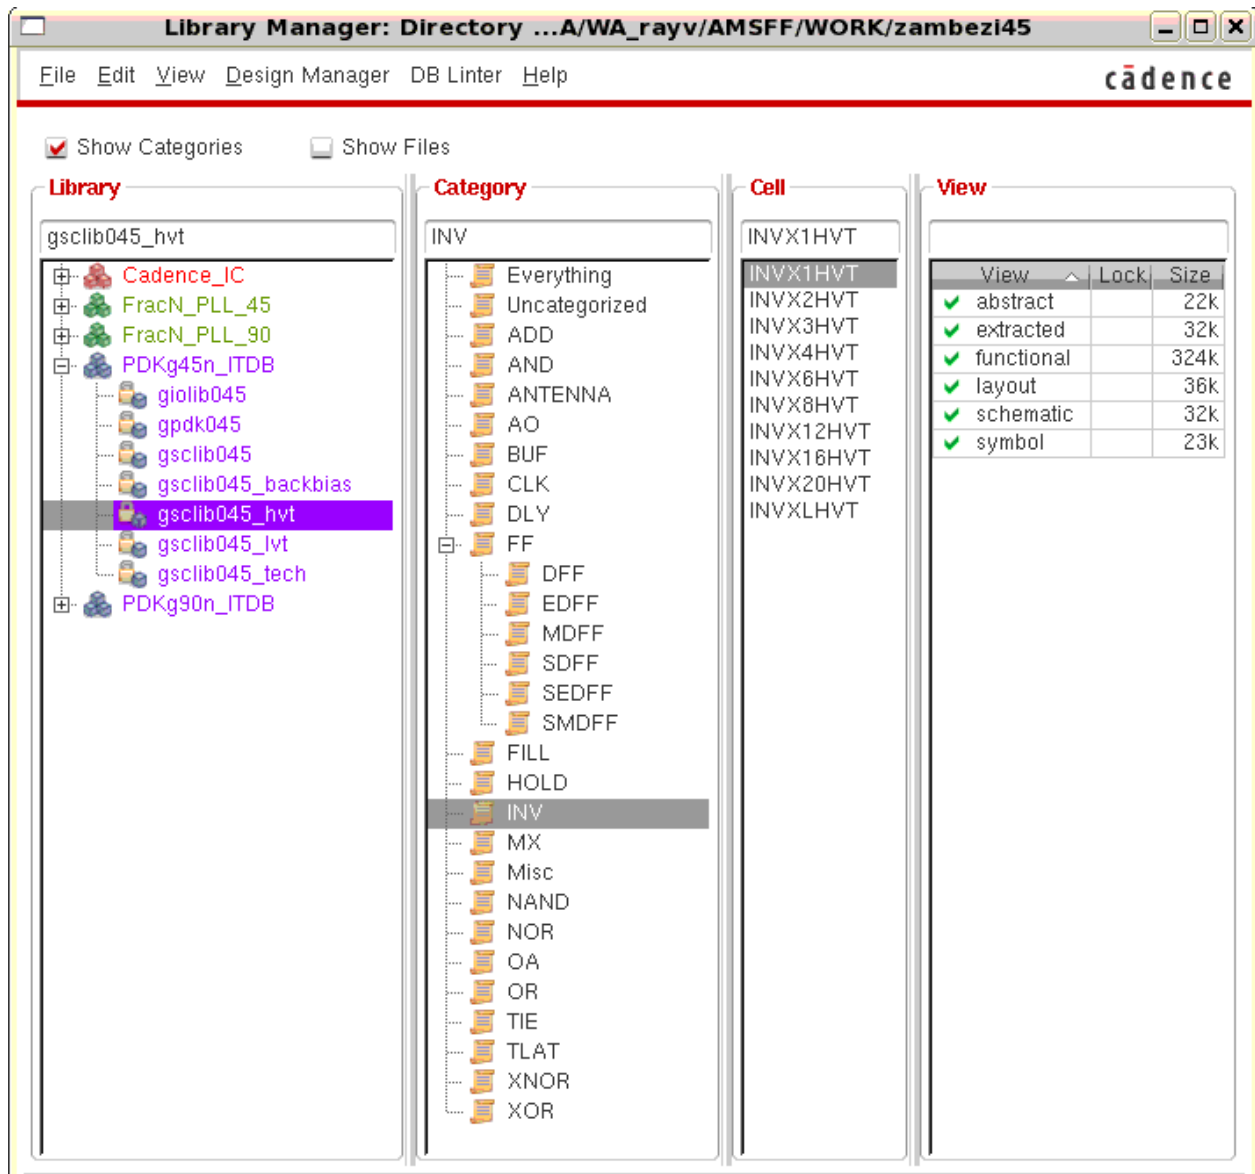 Library Manager: Directory ...A/WA_rayv/AMSFF/WORK/zambezi45
File Edit View Design Manager DB Linter Help
cādence
Show Categories Show Files
Library
gsclib045_hvt
Cadence_IC
FracN_PLL_45
FracN_PLL_90
PDKg45n_ITDB
giolib045
gpdk045
gsclib045
gsclib045_backbias
gsclib045_hvt
gsclib045_lvt
gsclib045_tech
PDKg90n_ITDB
Category
INV
Everything
Uncategorized
ADD
AND
ANTENNA
AO
BUF
CLK
DLY
FF
DFF
EDFF
MDFF
SDFF
SEDFF
SMDFF
FILL
HOLD
INV
MX
Misc
NAND
NOR
OA
OR
TIE
TLAT
XNOR
XOR
Cell
INVX1HVT
INVX1HVT
INVX2HVT
INVX3HVT
INVX4HVT
INVX6HVT
INVX8HVT
INVX12HVT
INVX16HVT
INVX20HVT
INVXLHVT
View
View Lock Size
abstract 22k
extracted 32k
functional 324k
layout 36k
schematic 32k
symbol 23k